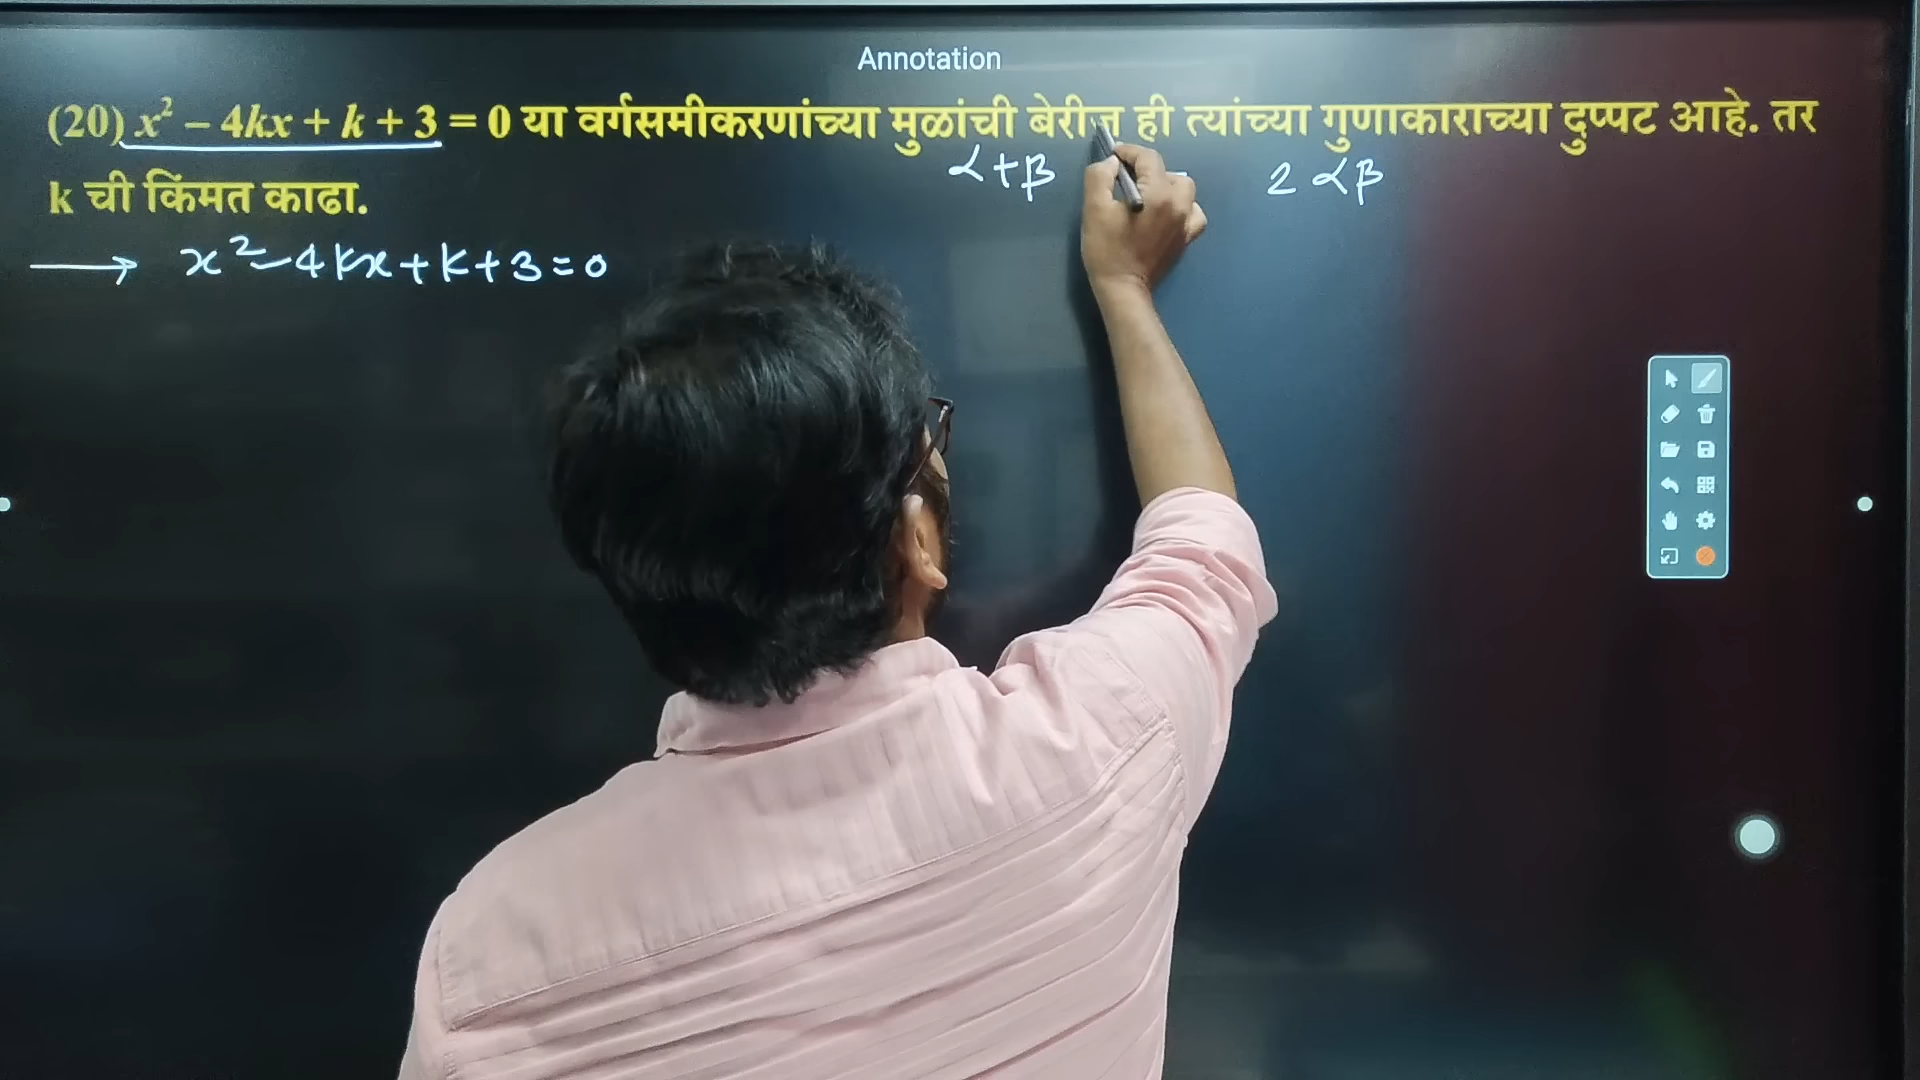 Annotation
(20) x² – 4kx + k + 3 = 0 या वर्गसमीकरणांच्या मुळांची बेरीज ही त्यांच्या गुणाकाराच्या दुप्पट आहे. तर
α+β 2αβ
k ची किंमत काढा.
→ x²-4kx+k+3=0